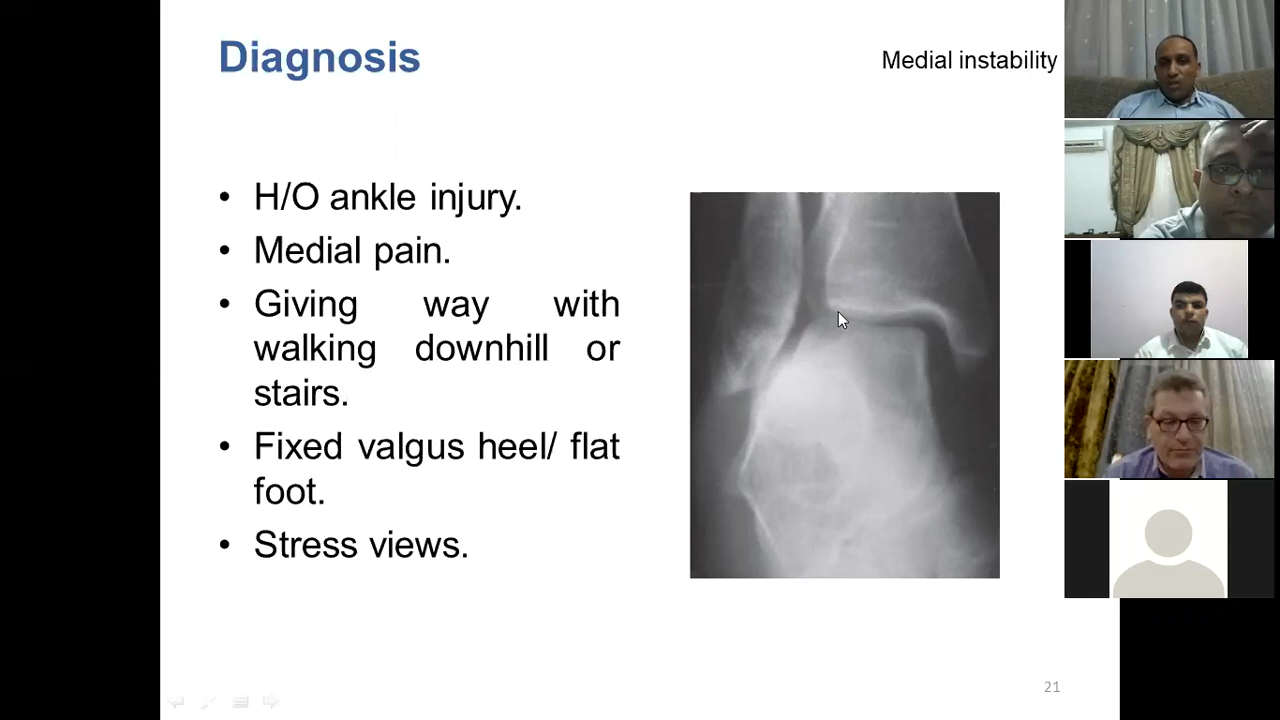 Diagnosis
Medial instability
• H/O ankle injury.
• Medial pain.
• Giving way with
walking downhill or
stairs.
• Fixed valgus heel/ flat
foot.
• Stress views.
21